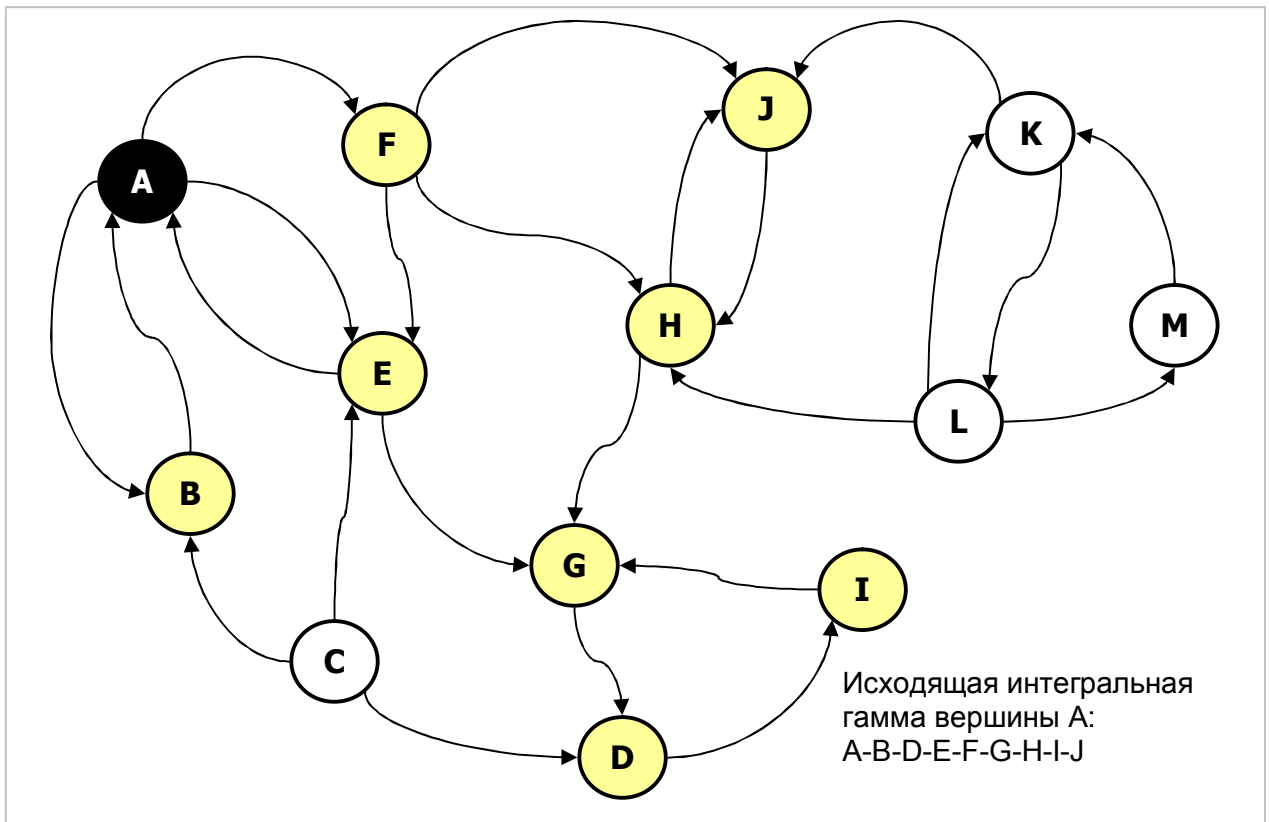 J
K
F
A
H
M
E
L
B
G
I
C
Исходящая интегральная
гамма вершины A:
A-B-D-E-F-G-H-I-J
D